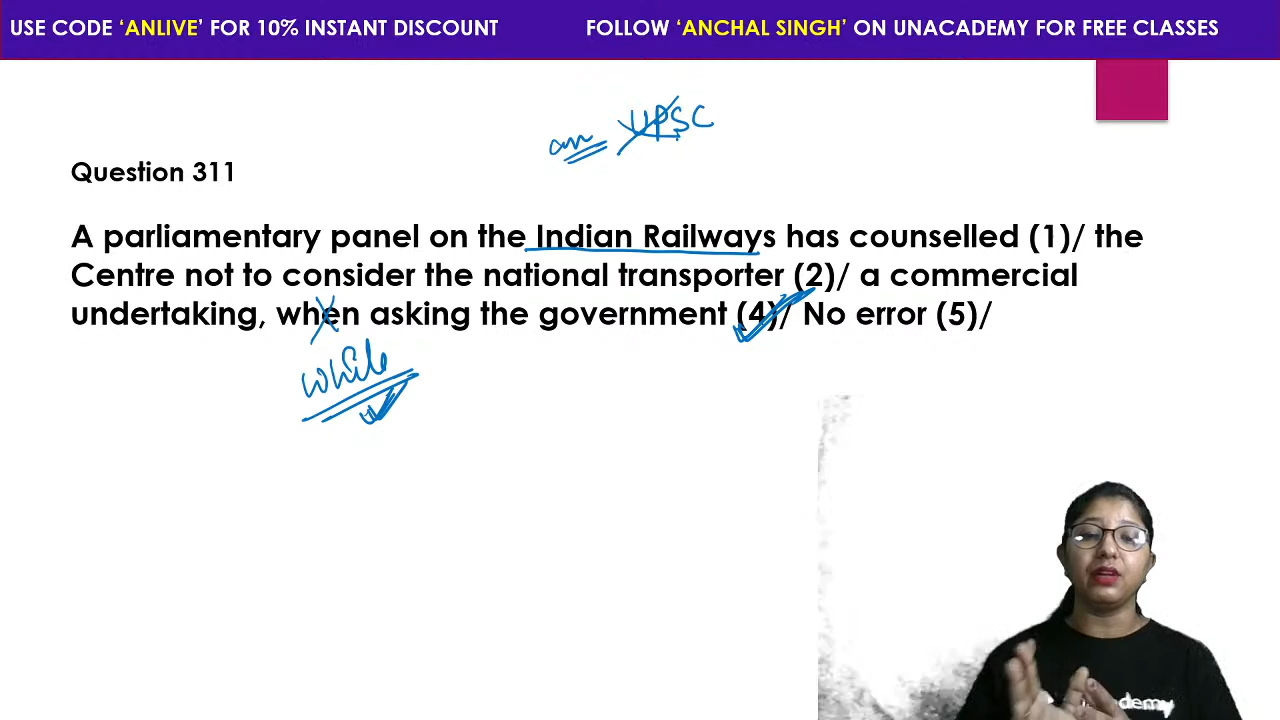 USE CODE ‘ANLIVE’ FOR 10% INSTANT DISCOUNT FOLLOW ‘ANCHAL SINGH’ ON UNACADEMY FOR FREE CLASSES
an UPSC
Question 311
A parliamentary panel on the Indian Railways has counselled (1)/ the
Centre not to consider the national transporter (2)/ a commercial
undertaking, when asking the government (4)/ No error (5)/
while
demy